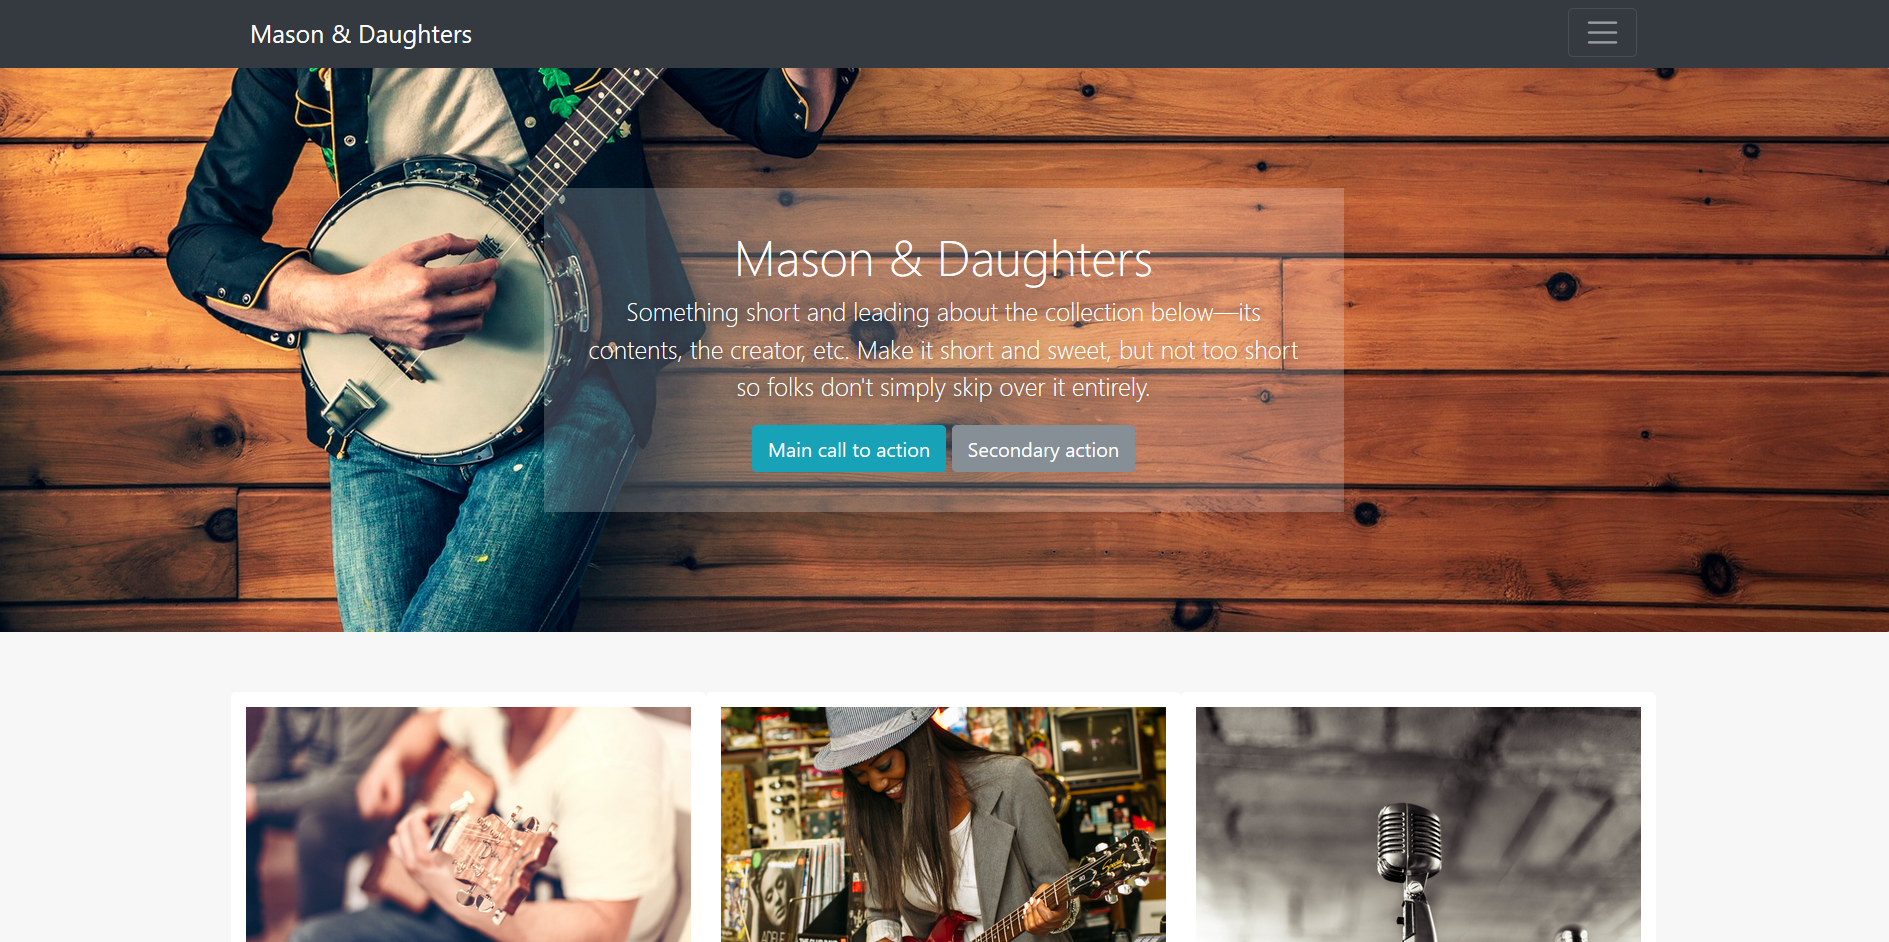 Mason & Daughters
Mason & Daughters
Something short and leading about the collection below—its
contents, the creator, etc. Make it short and sweet, but not too short
so folks don't simply skip over it entirely.
Main call to action
Secondary action
ADELE